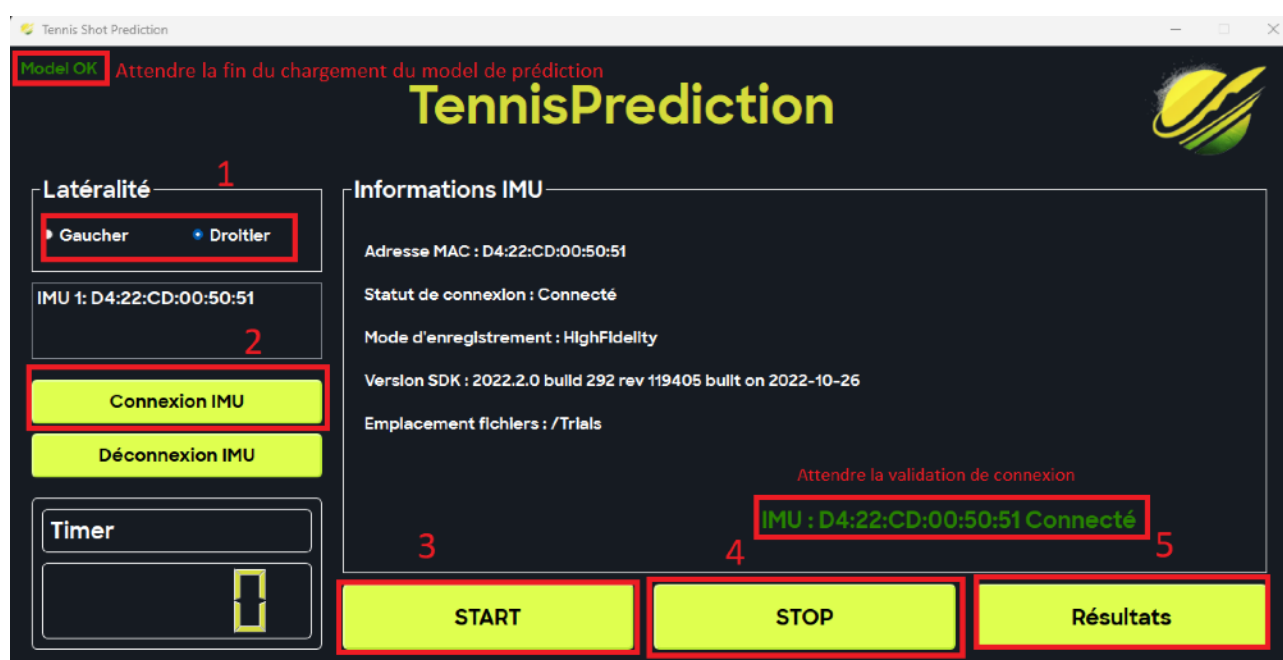 Tennis Shot Prediction
Model OK Attendre la fin du chargement du model de prédiction
TennisPrediction
1
Latéralité
Gaucher Droitier
IMU 1: D4:22:CD:00:50:51
2
Connexion IMU
Déconnexion IMU
Timer
0
Informations IMU
Adresse MAC : D4:22:CD:00:50:51
Statut de connexion : Connecté
Mode d'enregistrement : HighFidelity
Version SDK : 2022.2.0 build 292 rev 119405 built on 2022-10-26
Emplacement fichiers : /Trials
Attendre la validation de connexion
IMU : D4:22:CD:00:50:51 Connecté
3
4
5
START
STOP
Résultats